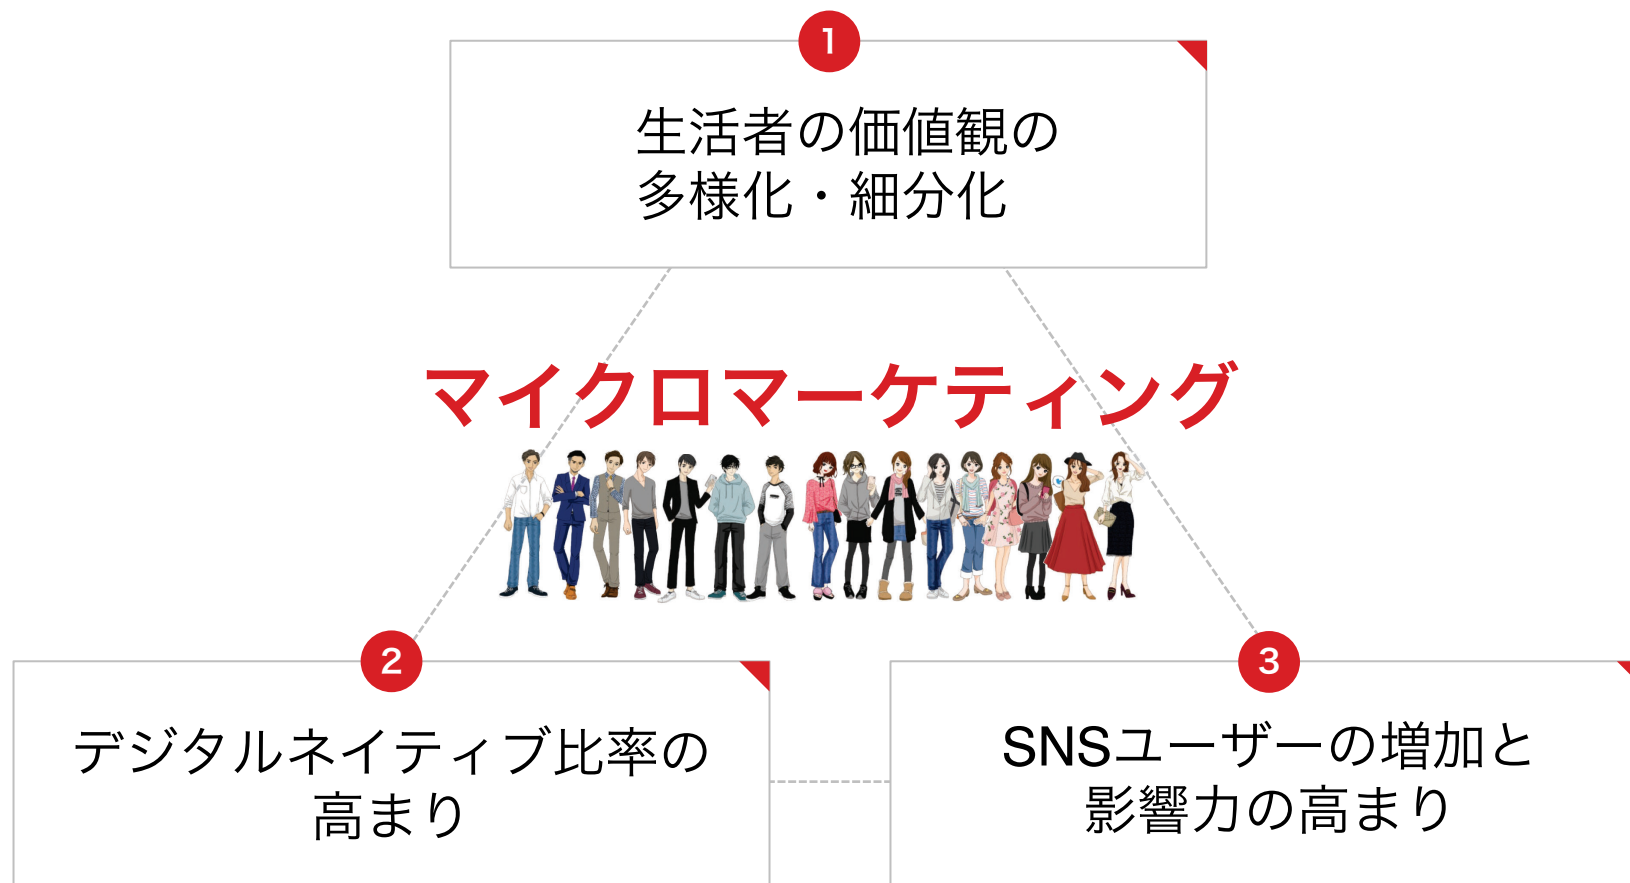 1
生活者の価値観の
多様化・細分化
マイクロマーケティング
2
デジタルネイティブ比率の
高まり
3
SNSユーザーの増加と
影響力の高まり